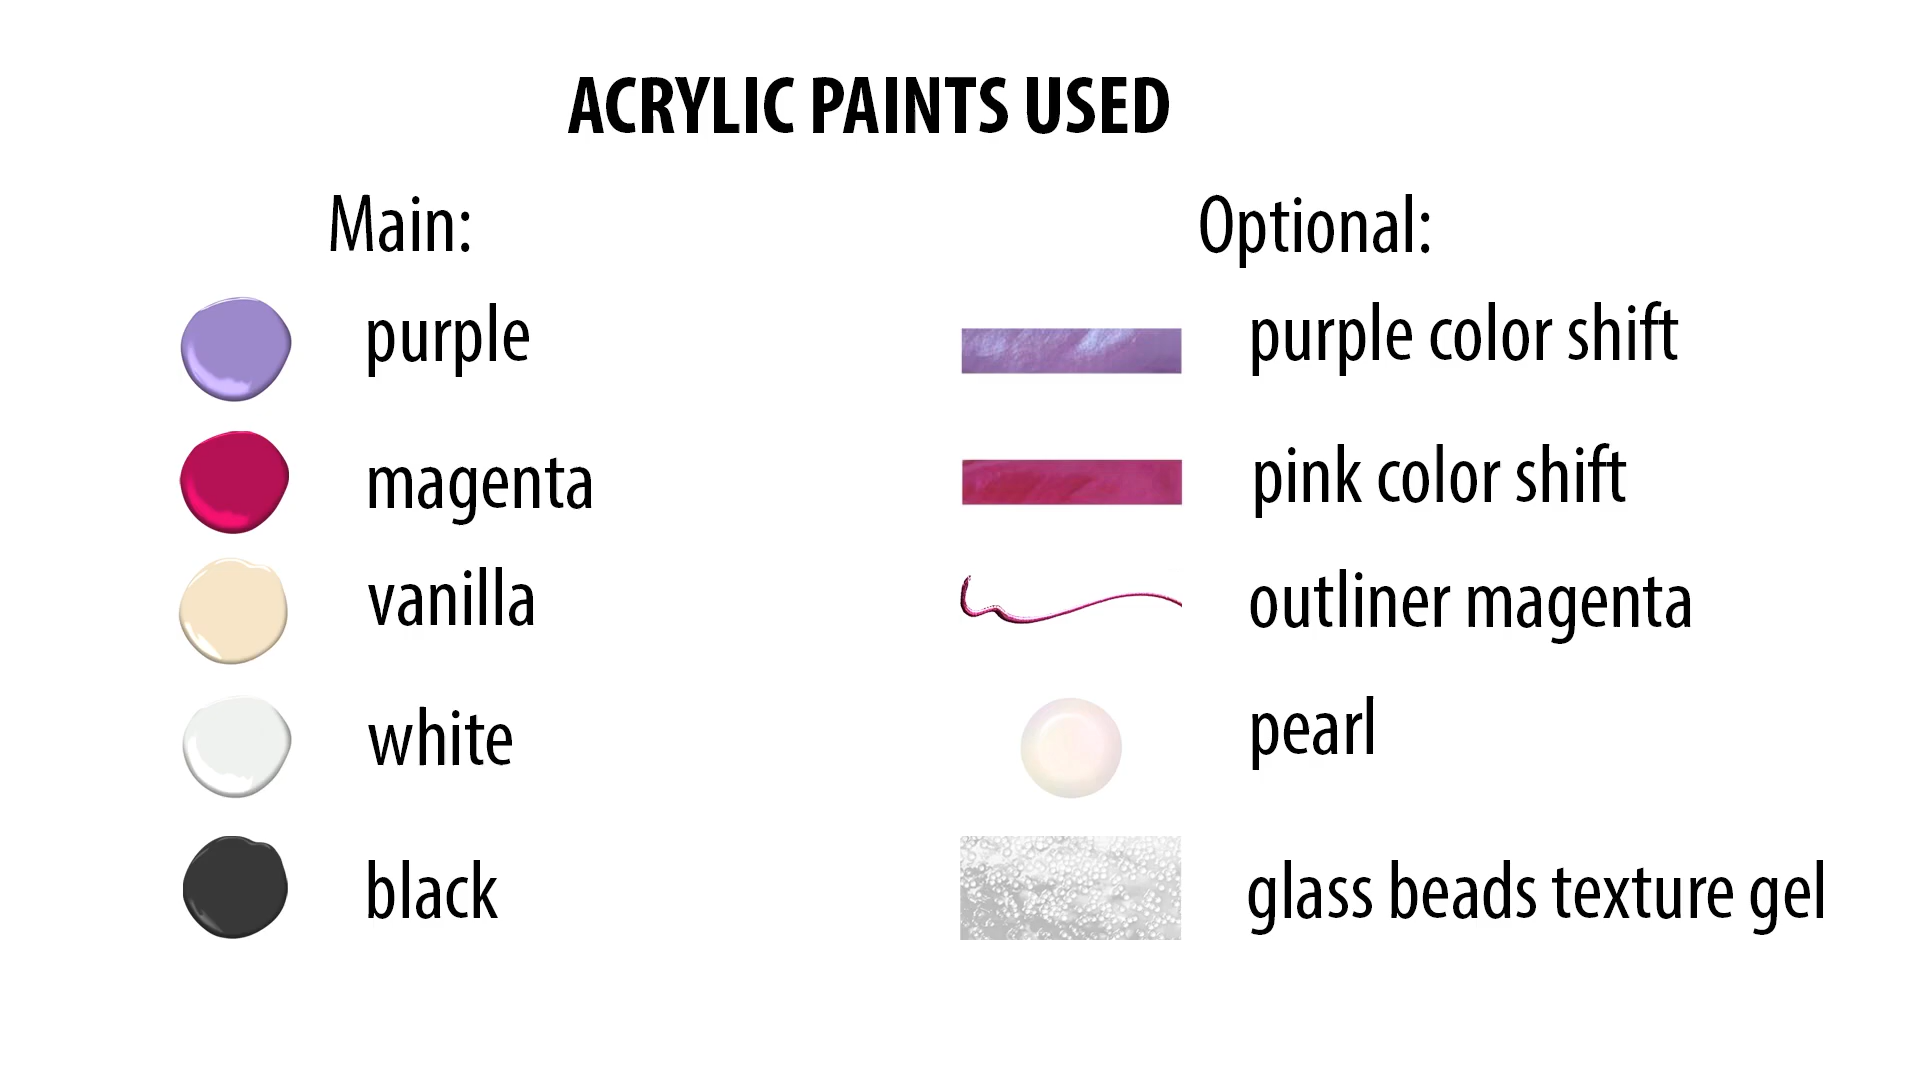 ACRYLIC PAINTS USED
Main:
purple
magenta
vanilla
white
black
Optional:
purple color shift
pink color shift
outliner magenta
pearl
glass beads texture gel